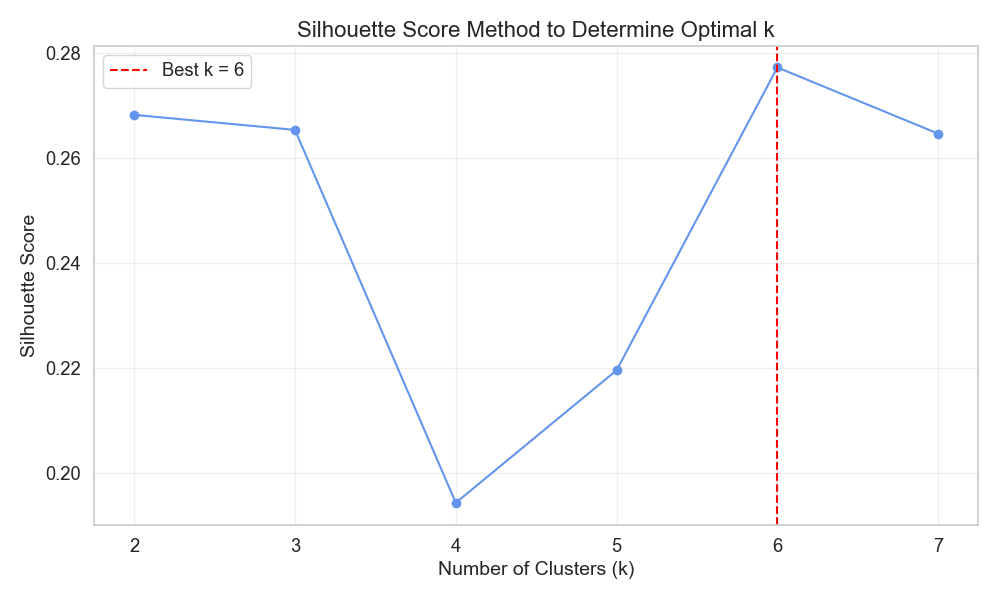 Silhouette Score Method to Determine Optimal k
Best k = 6
Silhouette Score
0.28
0.26
0.24
0.22
0.20
2 3 4 5 6 7
Number of Clusters (k)